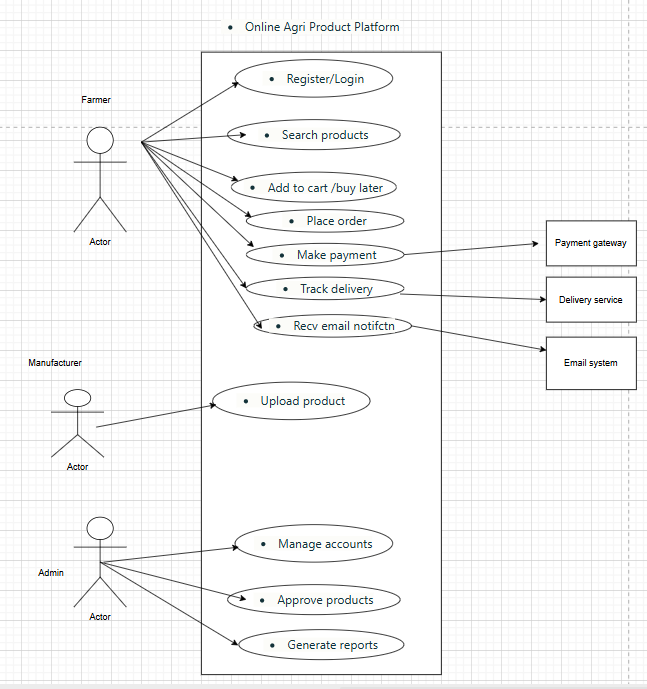 • Online Agri Product Platform
Farmer
Actor
• Register/Login
• Search products
• Add to cart /buy later
• Place order
• Make payment
• Track delivery
• Recv email notifctn
Payment gateway
Delivery service
Email system
Manufacturer
Actor
• Upload product
Admin
Actor
• Manage accounts
• Approve products
• Generate reports